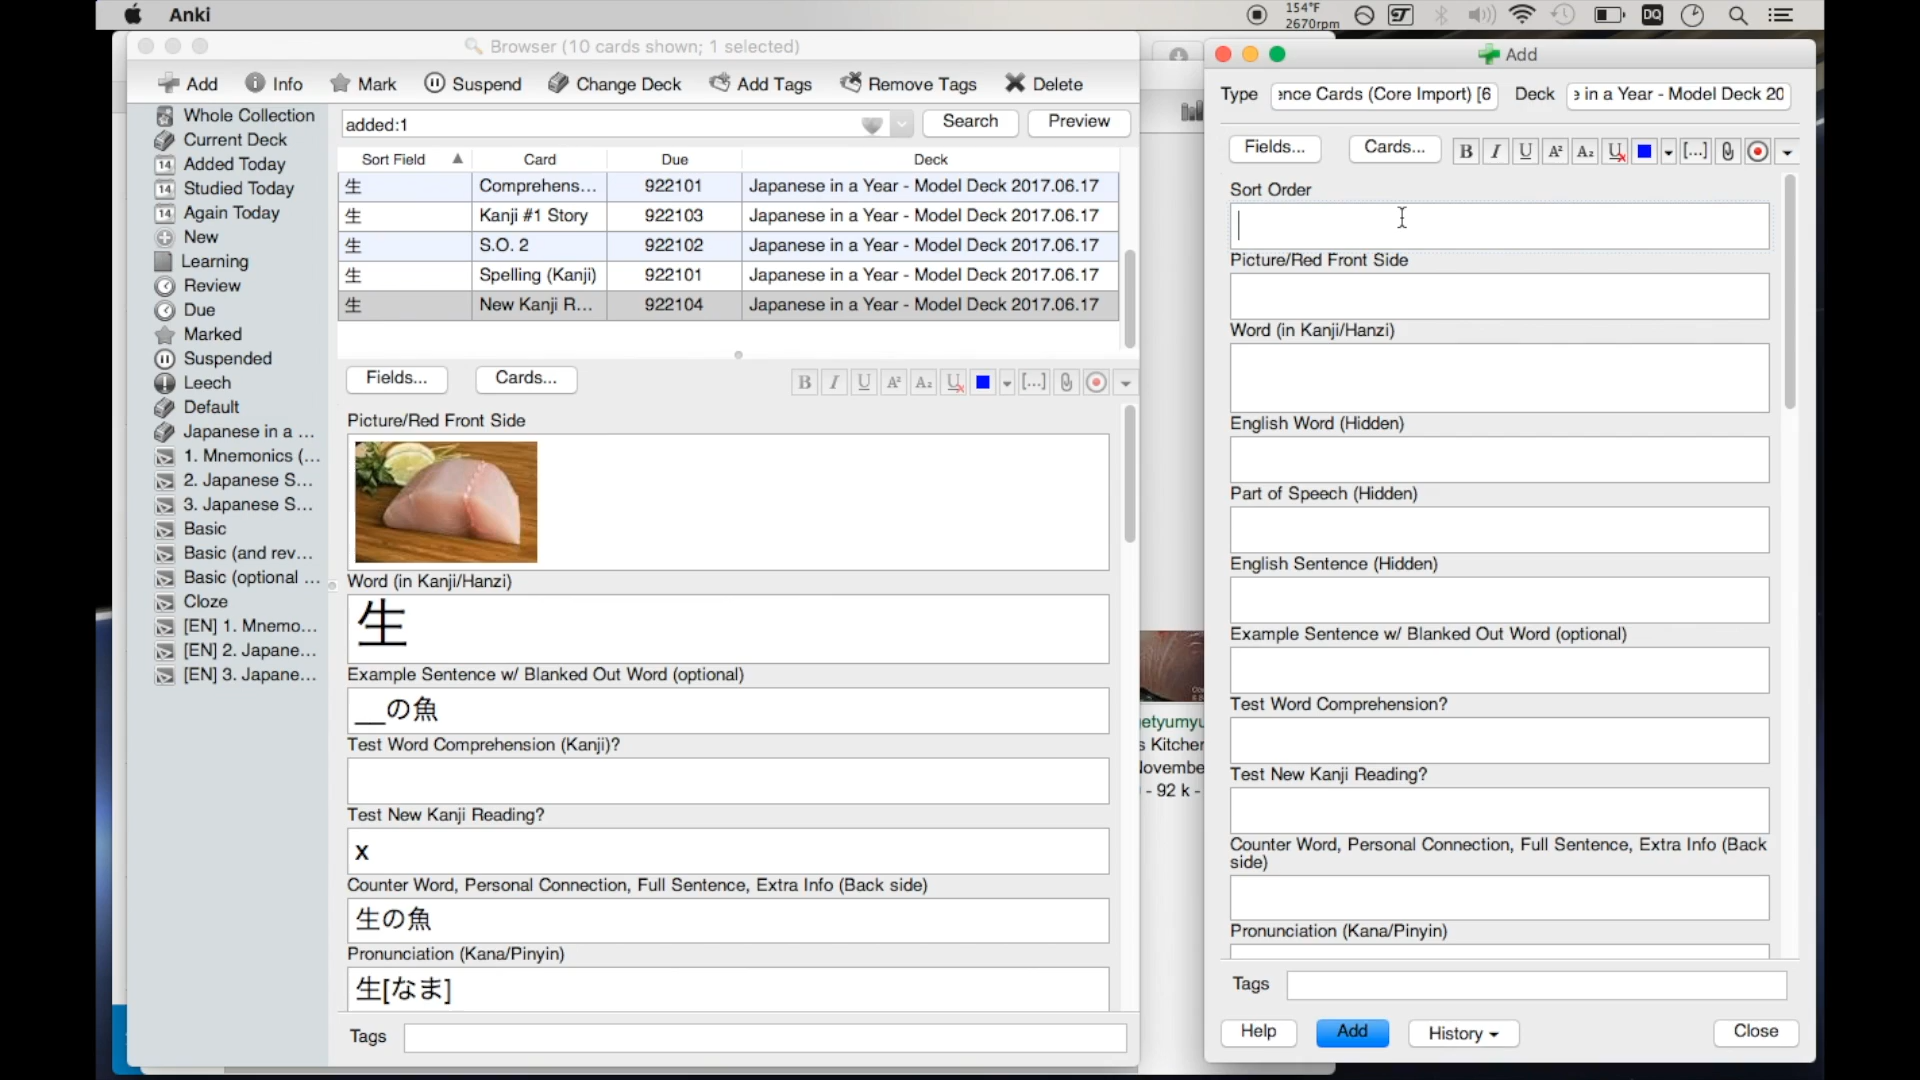 Anki
154°F
2670rpm
DQ
Browser (10 cards shown; 1 selected)
Add
Info
Mark
Suspend
Change Deck
Add Tags
Remove Tags
Delete
Whole Collection
Current Deck
Added Today
Studied Today
Again Today
New
Learning
Review
Due
Marked
Suspended
Leech
Default
Japanese in a ...
1. Mnemonics (...
2. Japanese S...
3. Japanese S...
Basic
Basic (and rev...
Basic (optional ...
Cloze
[EN] 1. Mnemo...
[EN] 2. Japane...
[EN] 3. Japane...
added:1
Search
Preview
Sort Field Card Due Deck
生 Comprehens... 922101 Japanese in a Year - Model Deck 2017.06.17
生 Kanji #1 Story 922103 Japanese in a Year - Model Deck 2017.06.17
生 S.O. 2 922102 Japanese in a Year - Model Deck 2017.06.17
生 Spelling (Kanji) 922101 Japanese in a Year - Model Deck 2017.06.17
生 New Kanji R... 922104 Japanese in a Year - Model Deck 2017.06.17
Fields...
Cards...
Picture/Red Front Side
Word (in Kanji/Hanzi)
生
Example Sentence w/ Blanked Out Word (optional)
__の魚
Test Word Comprehension (Kanji)?
Test New Kanji Reading?
x
Counter Word, Personal Connection, Full Sentence, Extra Info (Back side)
生の魚
Pronunciation (Kana/Pinyin)
生[なま]
Tags
etyumyu
s Kitchen
- 92 k -
Add
Type
nce Cards (Core Import) [6
Deck
in a Year - Model Deck 20
Fields...
Cards...
Sort Order
Picture/Red Front Side
Word (in Kanji/Hanzi)
English Word (Hidden)
Part of Speech (Hidden)
English Sentence (Hidden)
Example Sentence w/ Blanked Out Word (optional)
Test Word Comprehension?
Test New Kanji Reading?
Counter Word, Personal Connection, Full Sentence, Extra Info (Back
side)
Pronunciation (Kana/Pinyin)
Tags
Help
Add
History
Close